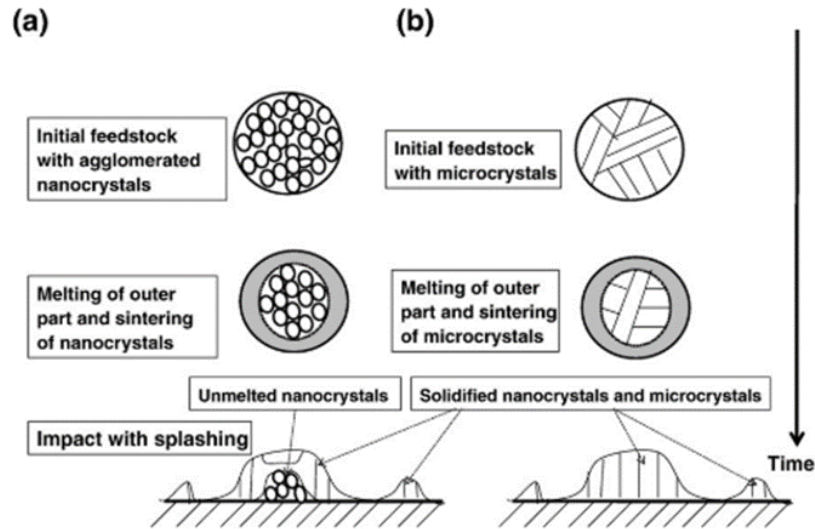 (a)
(b)
Initial feedstock
with agglomerated
nanocrystals
Initial feedstock
with microcrystals
Melting of outer
part and sintering
of nanocrystals
Melting of outer
part and sintering
of microcrystals
Unmelted nanocrystals
Solidified nanocrystals and microcrystals
Impact with splashing
Time